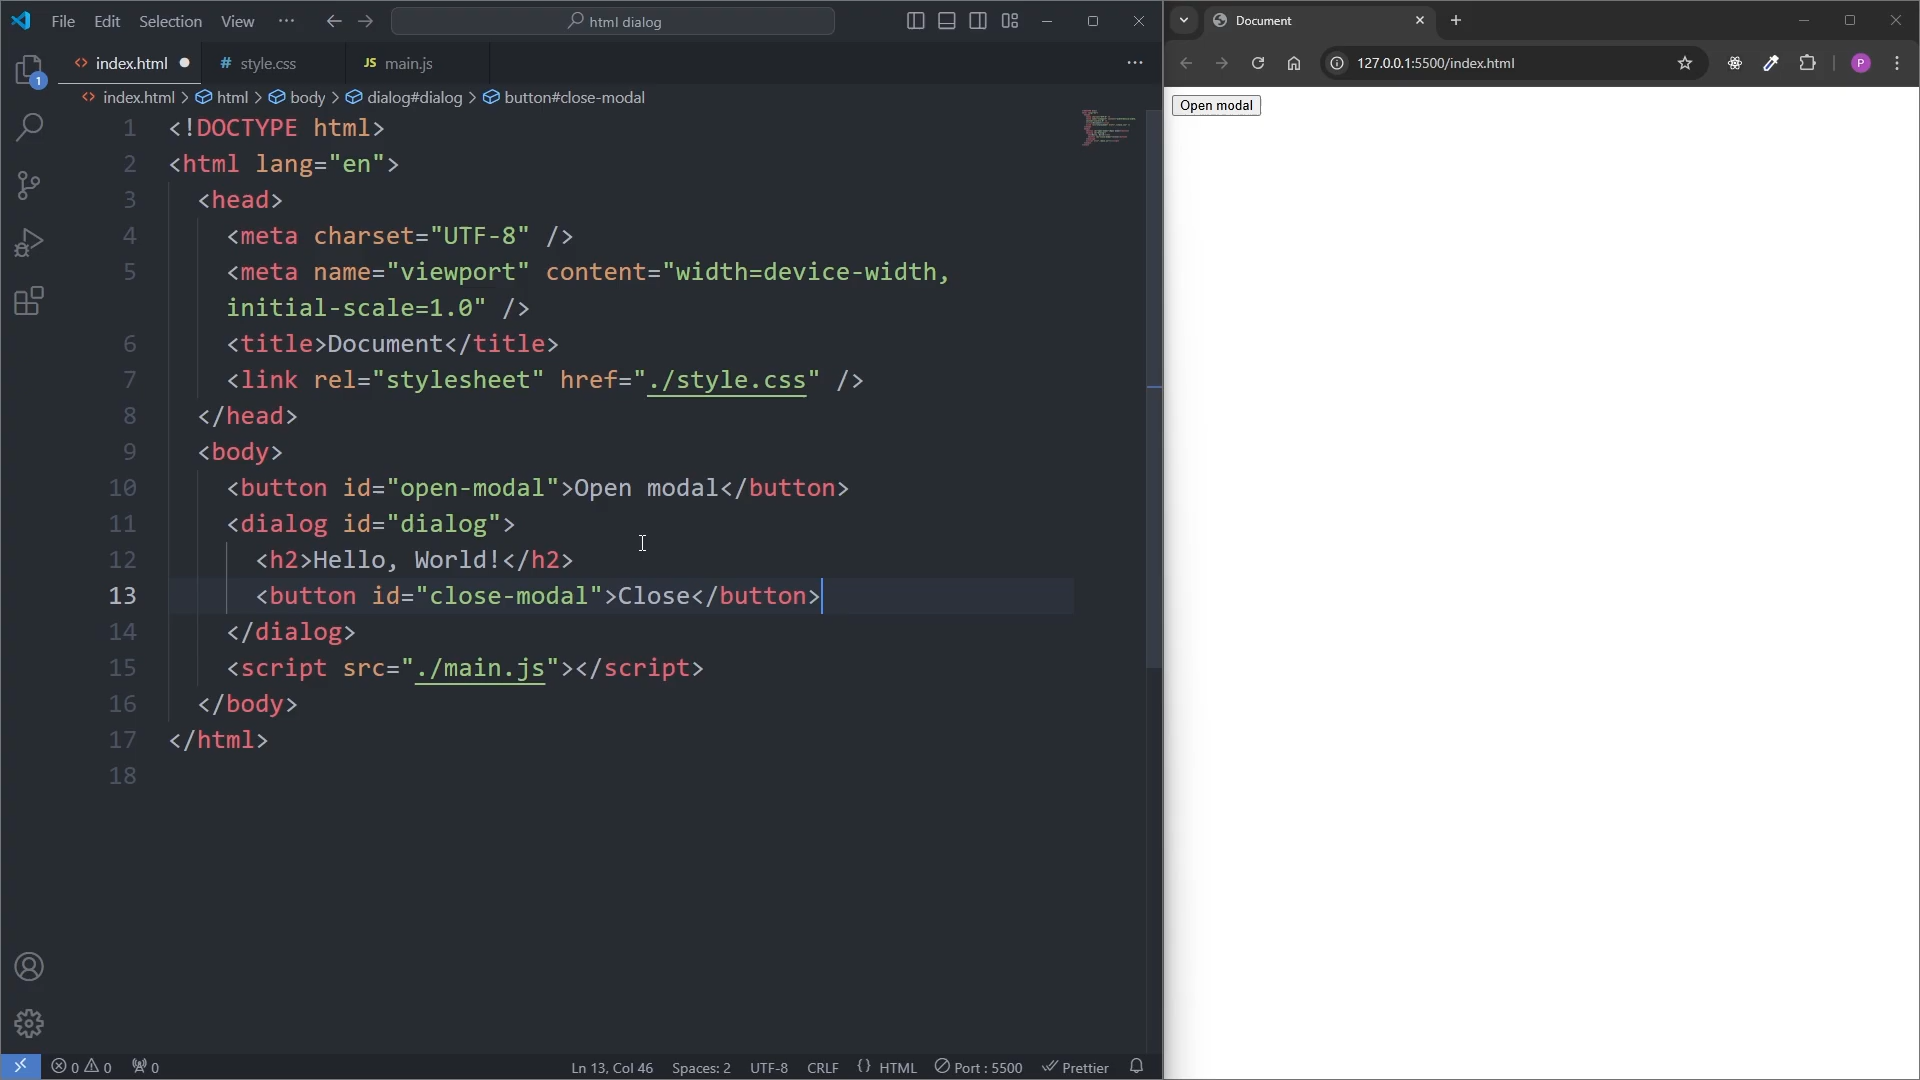 File Edit Selection View ··· html dialog
index.html style.css JS main.js ···
index.html > html > body > dialog#dialog > button#close-modal
1 <!DOCTYPE html>
2 <html lang="en">
3 <head>
4 <meta charset="UTF-8" />
5 <meta name="viewport" content="width=device-width,
initial-scale=1.0" />
6 <title>Document</title>
7 <link rel="stylesheet" href="./style.css" />
8 </head>
9 <body>
10 <button id="open-modal">Open modal</button>
11 <dialog id="dialog">
12 <h2>Hello, World!</h2>
13 <button id="close-modal">Close</button>
14 </dialog>
15 <script src="./main.js"></script>
16 </body>
17 </html>
18
1
0 0 0 Ln 13, Col 46 Spaces: 2 UTF-8 CRLF {} HTML Port : 5500 Prettier
Document
127.0.0.1:5500/index.html P
Open modal